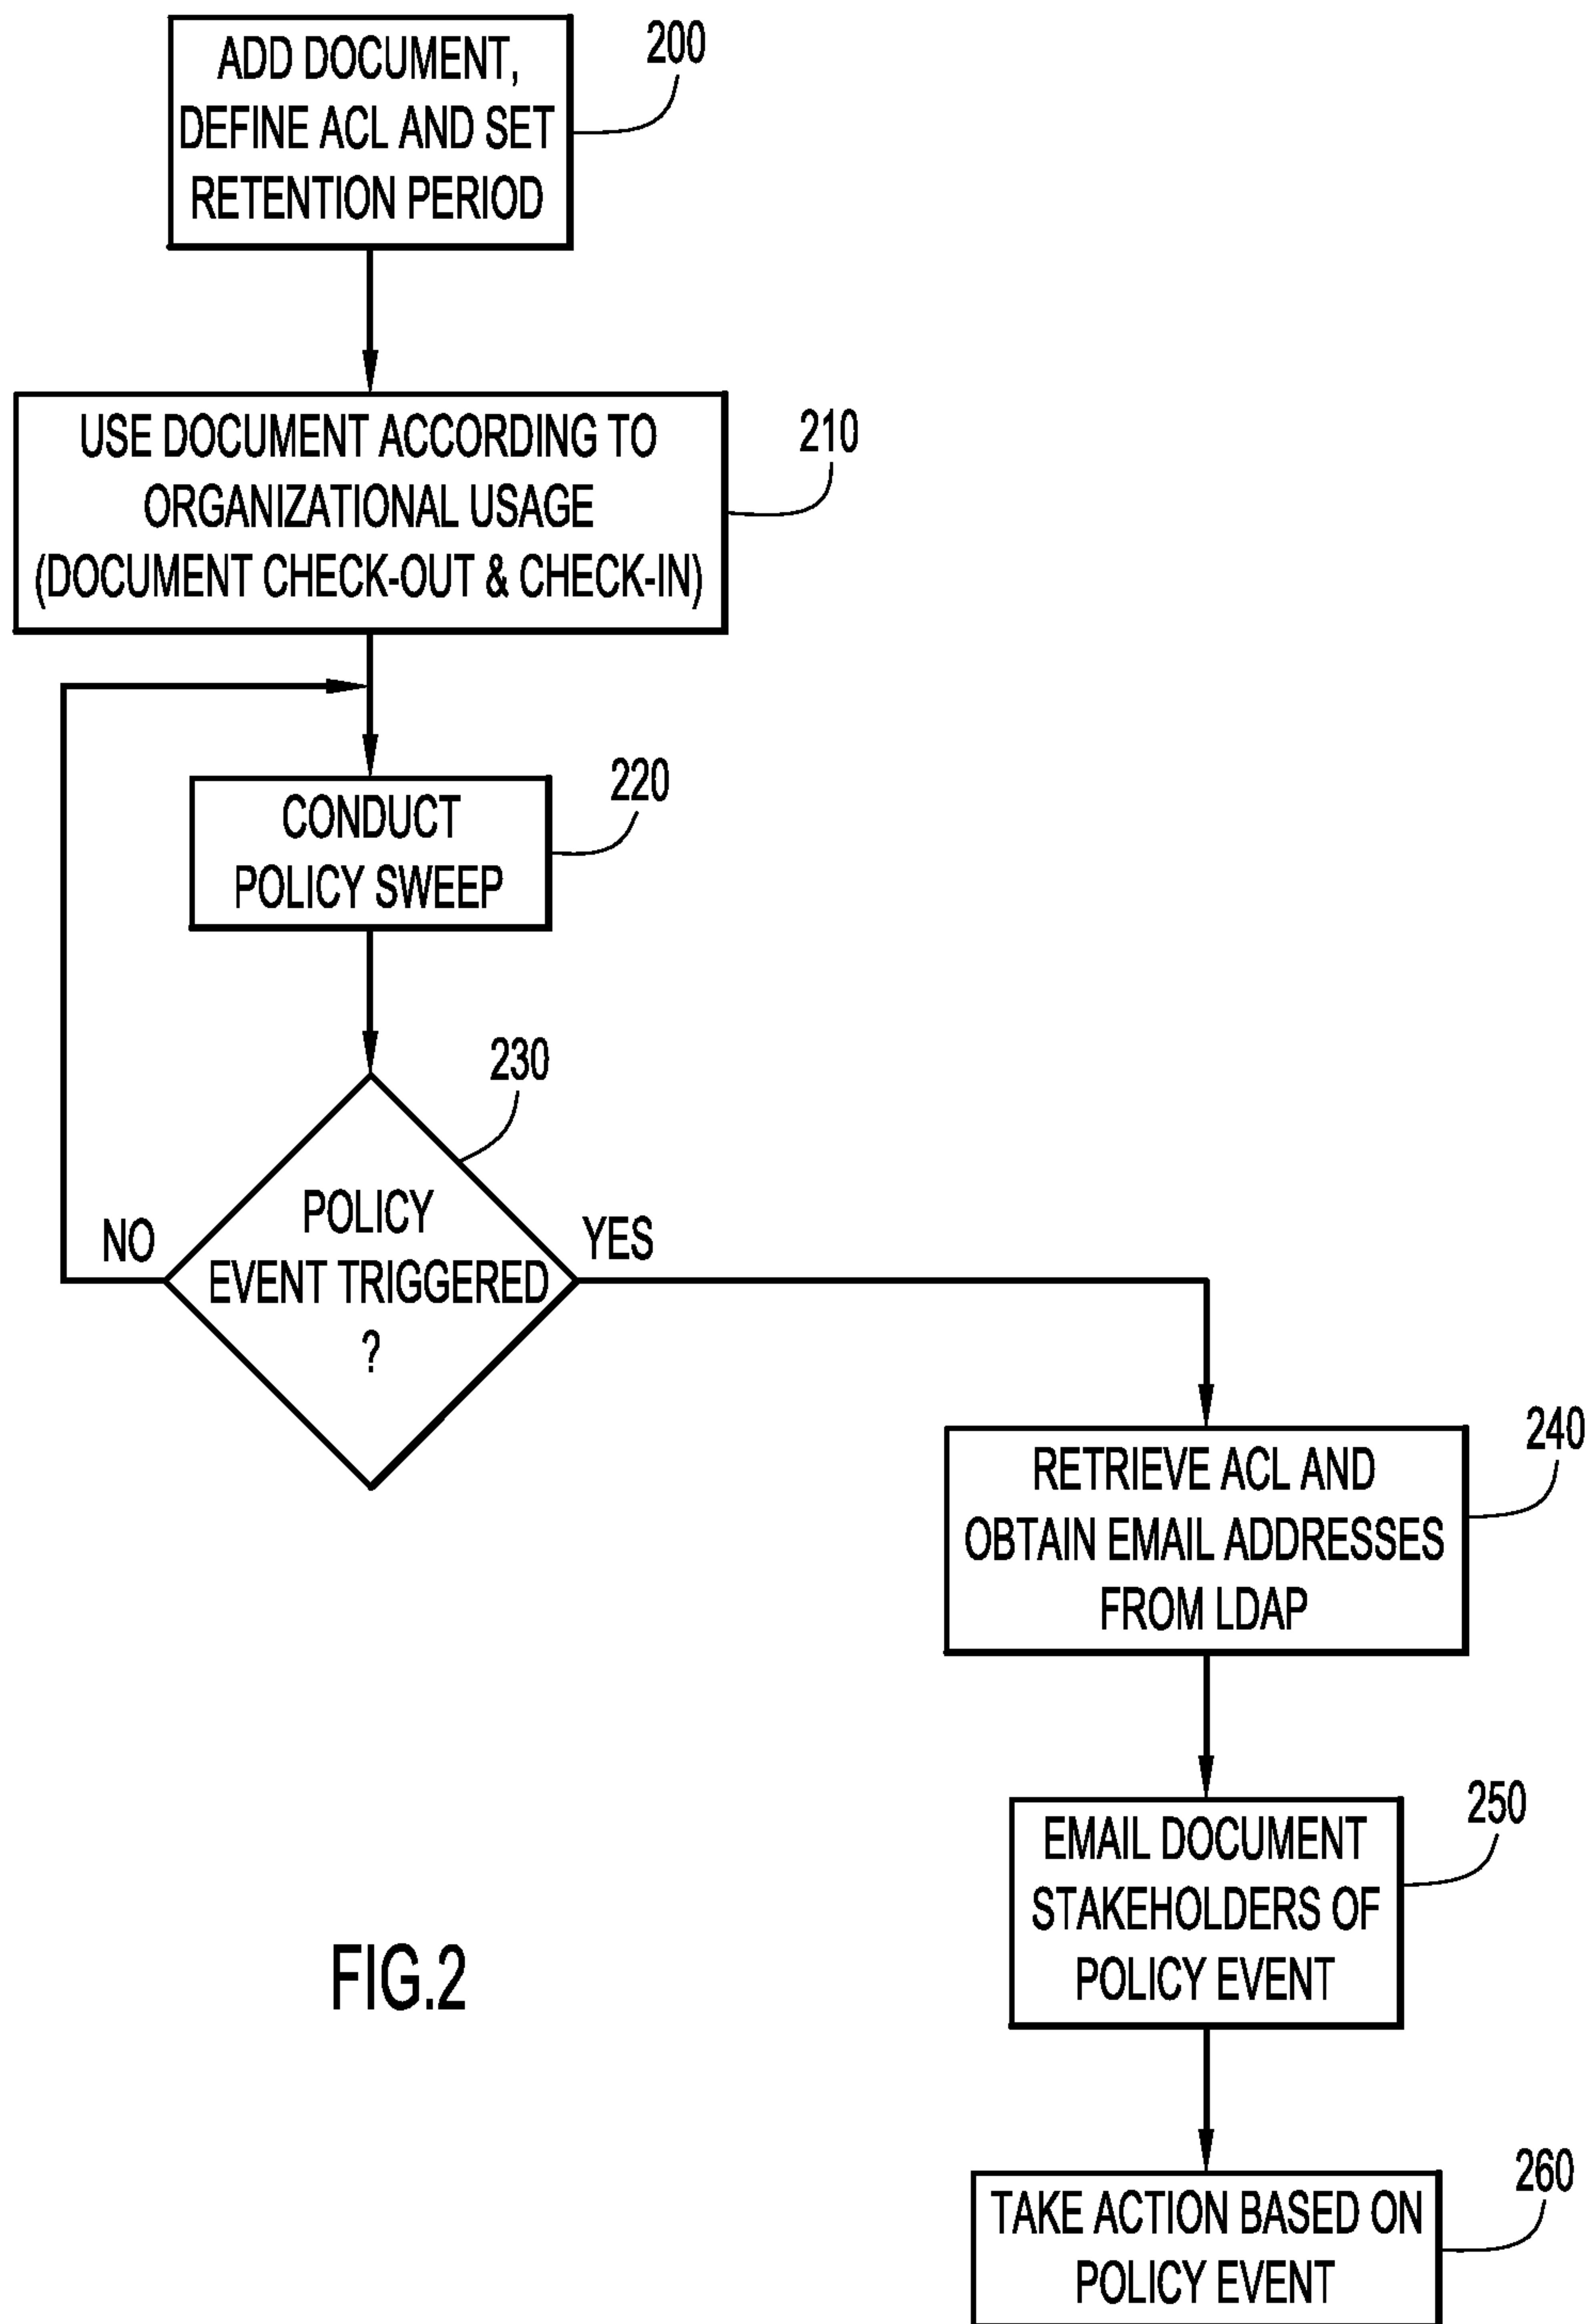 ADD DOCUMENT,
DEFINE ACL AND SET
RETENTION PERIOD
200
USE DOCUMENT ACCORDING TO
ORGANIZATIONAL USAGE
(DOCUMENT CHECK-OUT & CHECK-IN)
210
CONDUCT
POLICY SWEEP
220
POLICY
EVENT TRIGGERED
?
230
NO
YES
RETRIEVE ACL AND
OBTAIN EMAIL ADDRESSES
FROM LDAP
240
EMAIL DOCUMENT
STAKEHOLDERS OF
POLICY EVENT
250
TAKE ACTION BASED ON
POLICY EVENT
260
FIG.2